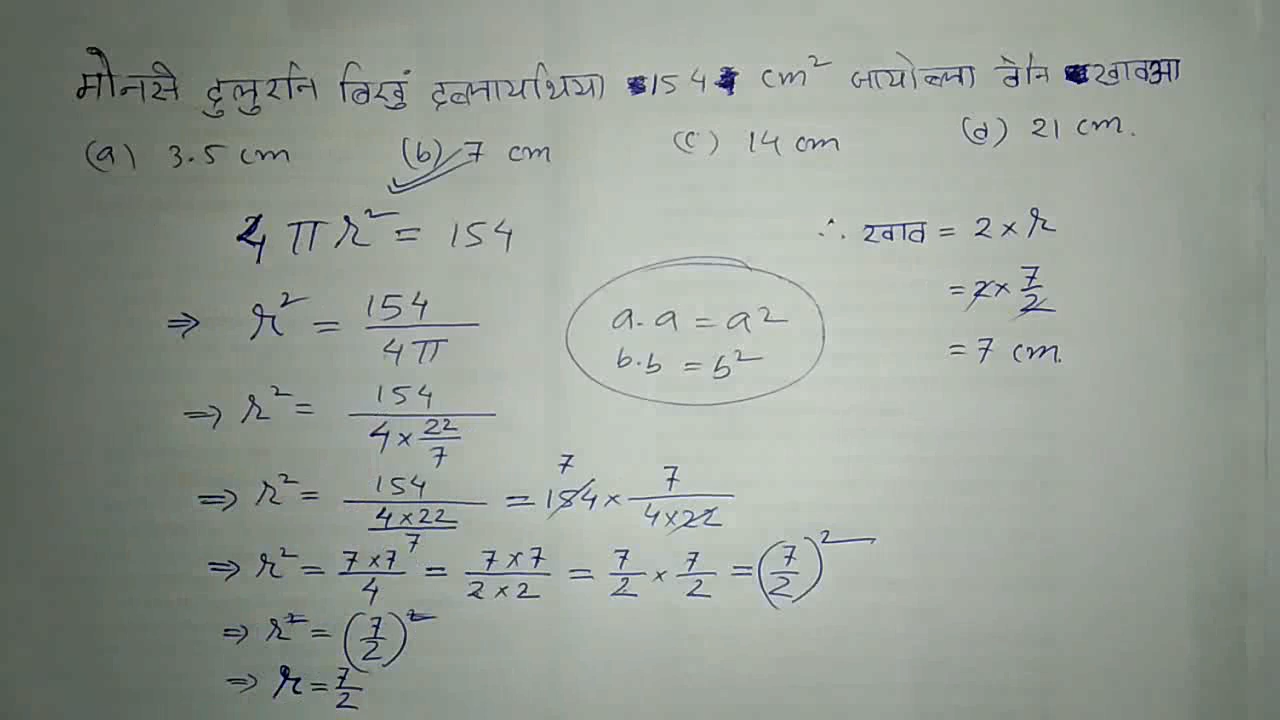 मोनसे दुलुरनि बिखुं दब्लायथिया 154 cm² जायोब्ला बेनि खावआ
(a) 3.5 cm (b) 7 cm (c) 14 cm (d) 21 cm.
4πr² = 154
∴ खाव = 2 × r
⇒ r² = 154/4π
= 2 × 7/2
a.a = a²
b.b = b²
= 7 cm.
⇒ r² = 154/(4 × 22/7)
⇒ r² = 154/(4×22/7) = 154 × 7/(4×22) 7
⇒ r² = 7×7/4 = 7×7/2×2 = 7/2 × 7/2 = (7/2)²
⇒ r² = (7/2)²
⇒ r = 7/2